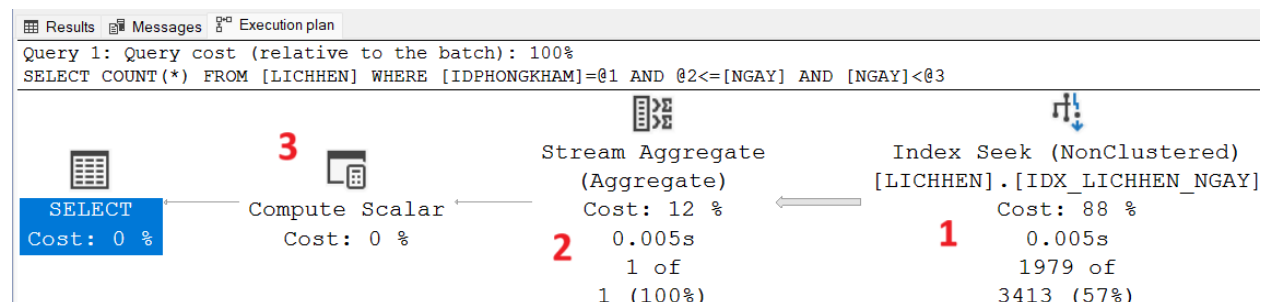 Results Messages Execution plan
Query 1: Query cost (relative to the batch): 100%
SELECT COUNT(*) FROM [LICHHEN] WHERE [IDPHONGKHAM]=@1 AND @2<=[NGAY] AND [NGAY]<@3
SELECT
Cost: 0 %
3
Compute Scalar
Cost: 0 %
Stream Aggregate
(Aggregate)
Cost: 12 %
2
0.005s
1 of
1 (100%)
Index Seek (NonClustered)
[LICHHEN].[IDX_LICHHEN_NGAY]
Cost: 88 %
1
0.005s
1979 of
3413 (57%)